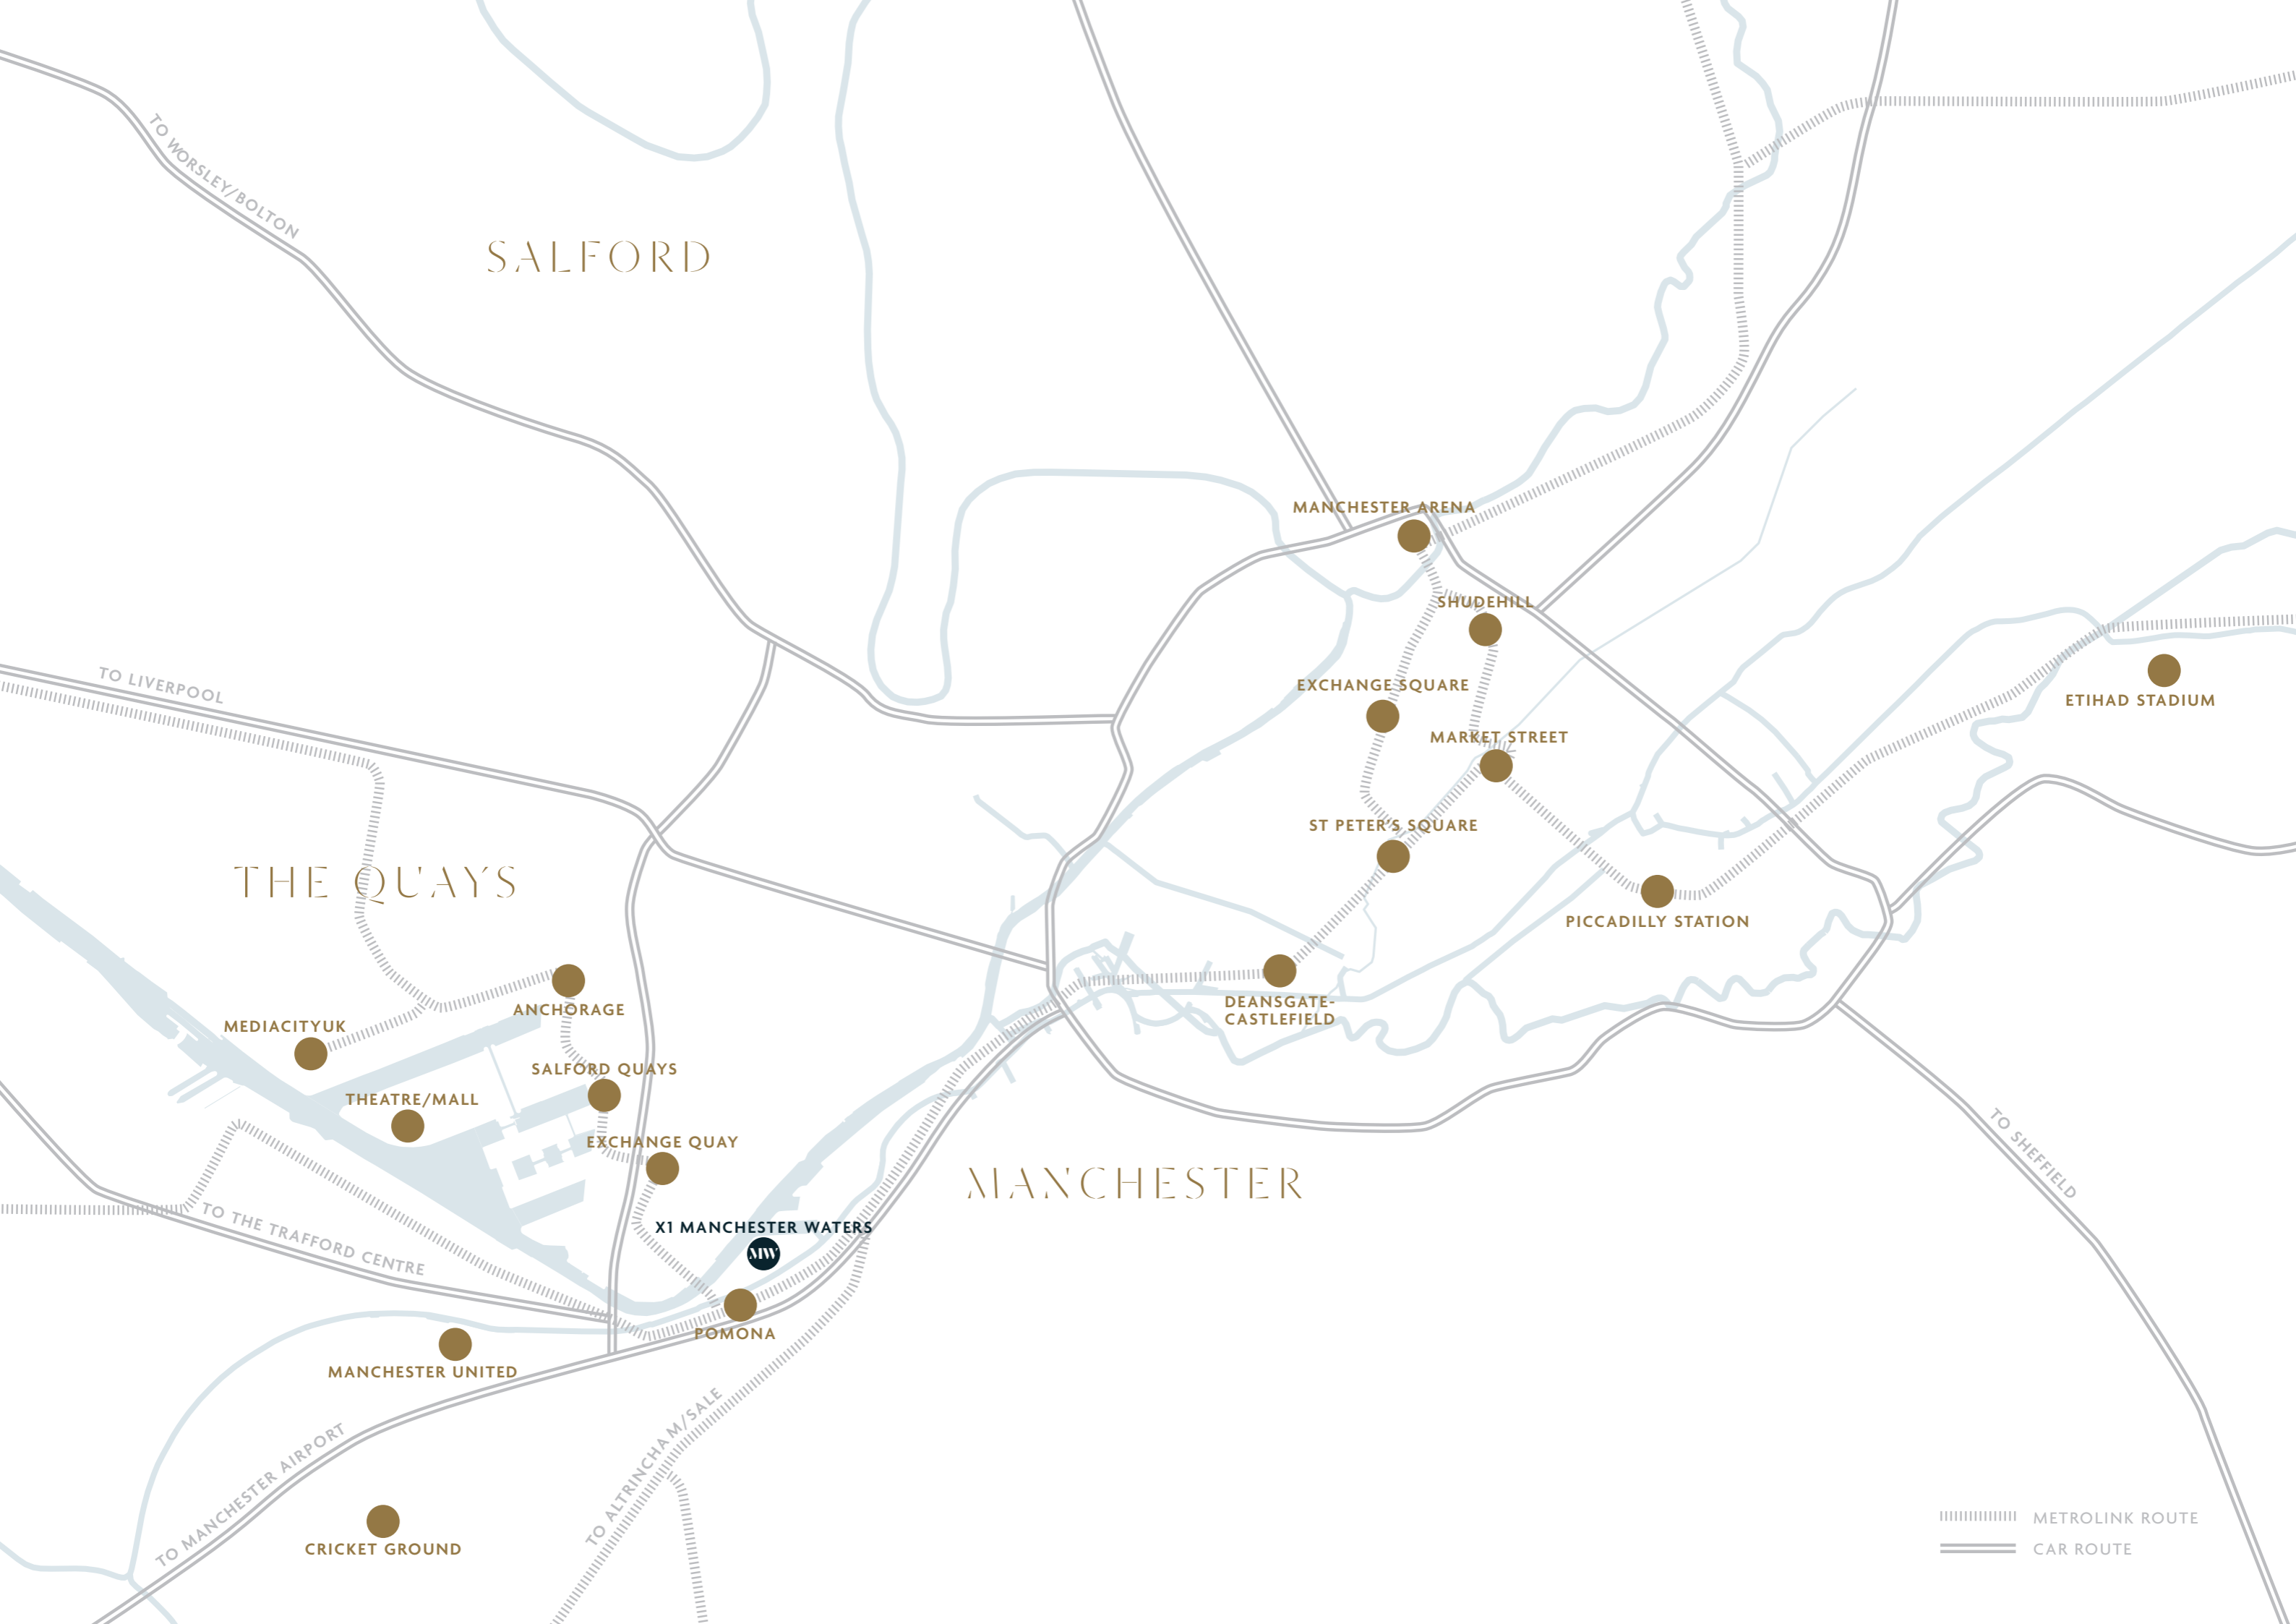 TO WORSLEY/BOLTON
SALFORD
MANCHESTER ARENA
SHUDEHILL
EXCHANGE SQUARE
MARKET STREET
ETIHAD STADIUM
TO LIVERPOOL
ST PETER'S SQUARE
THE QUAYS
PICCADILLY STATION
ANCHORAGE
DEANSGATE-
CASTLEFIELD
MEDIACITYUK
SALFORD QUAYS
THEATRE/MALL
EXCHANGE QUAY
TO SHEFFIELD
MANCHESTER
TO THE TRAFFORD CENTRE
X1 MANCHESTER WATERS
MW
POMONA
MANCHESTER UNITED
TO ALTRINCHAM/SALE
TO MANCHESTER AIRPORT
CRICKET GROUND
METROLINK ROUTE
CAR ROUTE